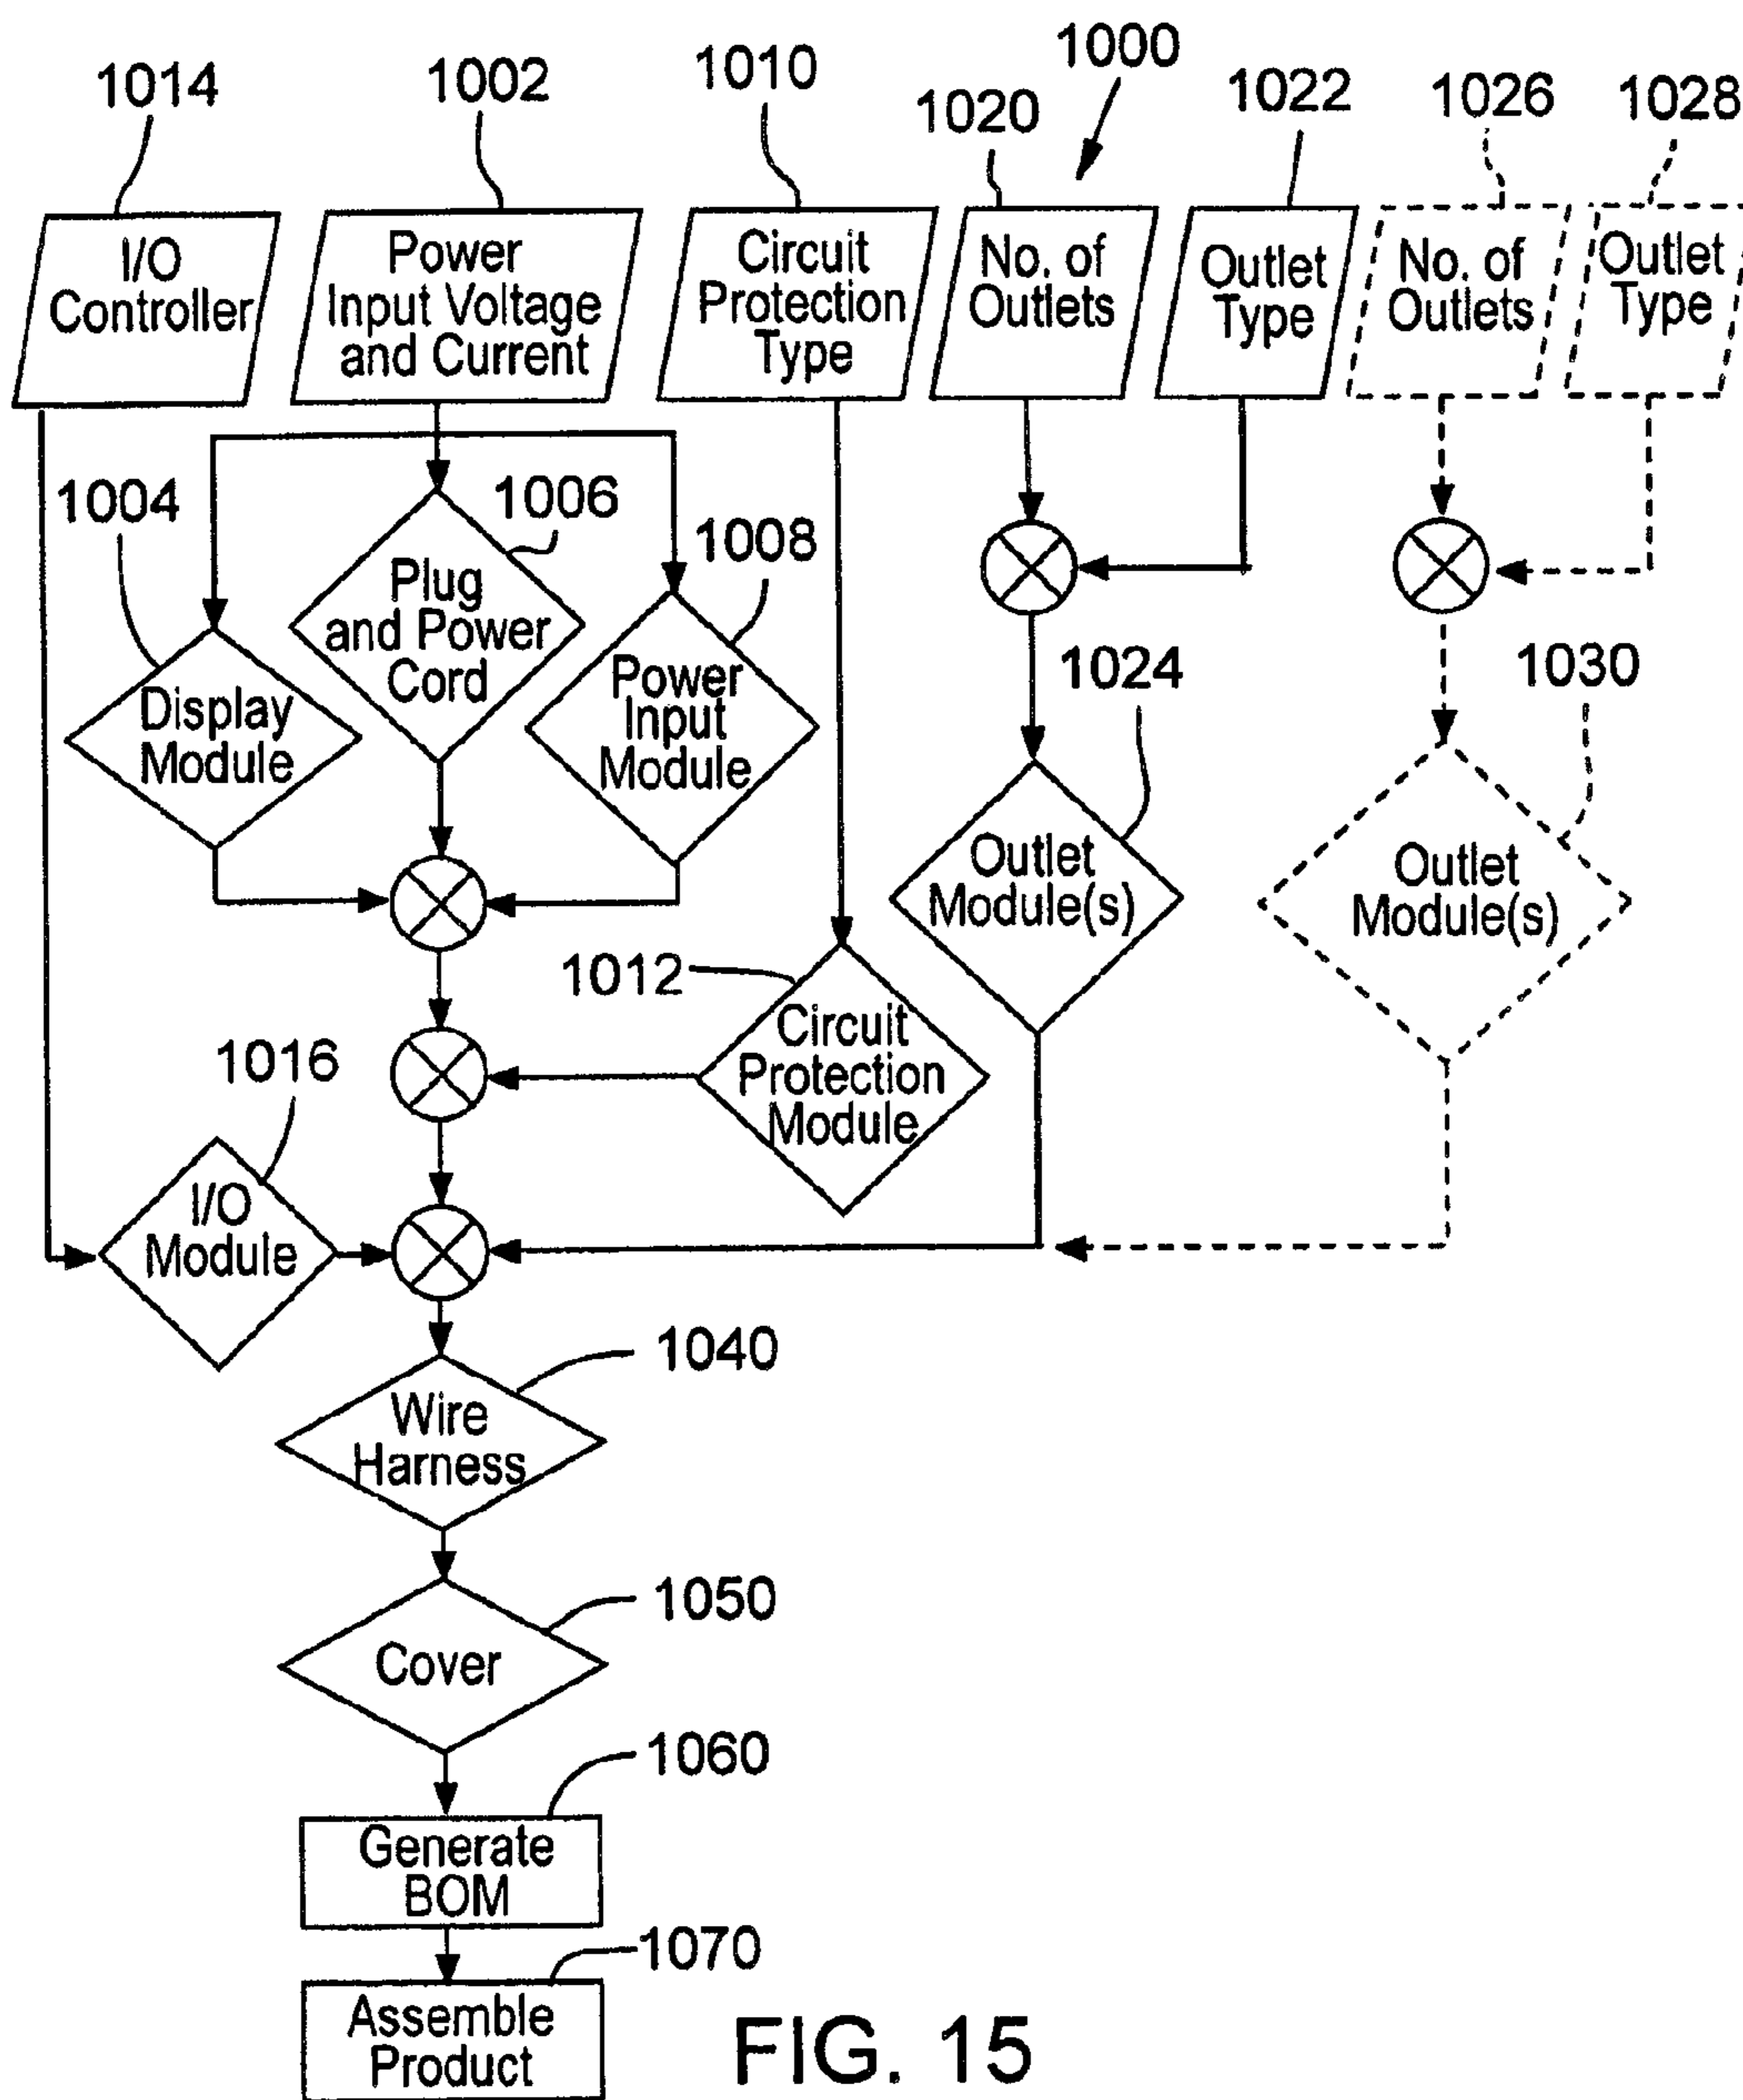 1014
1002
1010
1000
1020
1022
1026
1028
I/O
Controller
Power
Input Voltage
and Current
Circuit
Protection
Type
No. of
Outlets
Outlet
Type
No. of
Outlets
Outlet
Type
1004
1006
1008
Display
Module
Plug
and Power
Cord
Power
Input
Module
1024
1030
Outlet
Module(s)
Outlet
Module(s)
1012
Circuit
Protection
Module
1016
I/O
Module
1040
Wire
Harness
1050
Cover
1060
Generate
BOM
1070
Assemble
Product
FIG. 15